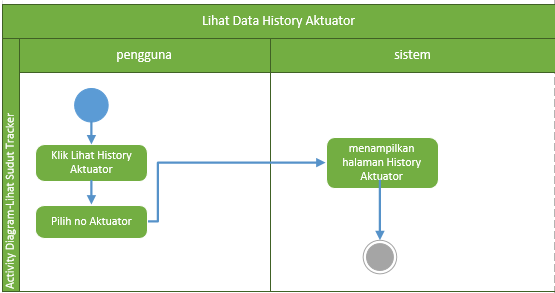 Lihat Data History Aktuator
pengguna
sistem
Activity Diagram-Lihat Sudut Tracker
Klik Lihat History
Aktuator
Pilih no Aktuator
menampilkan
halaman History
Aktuator